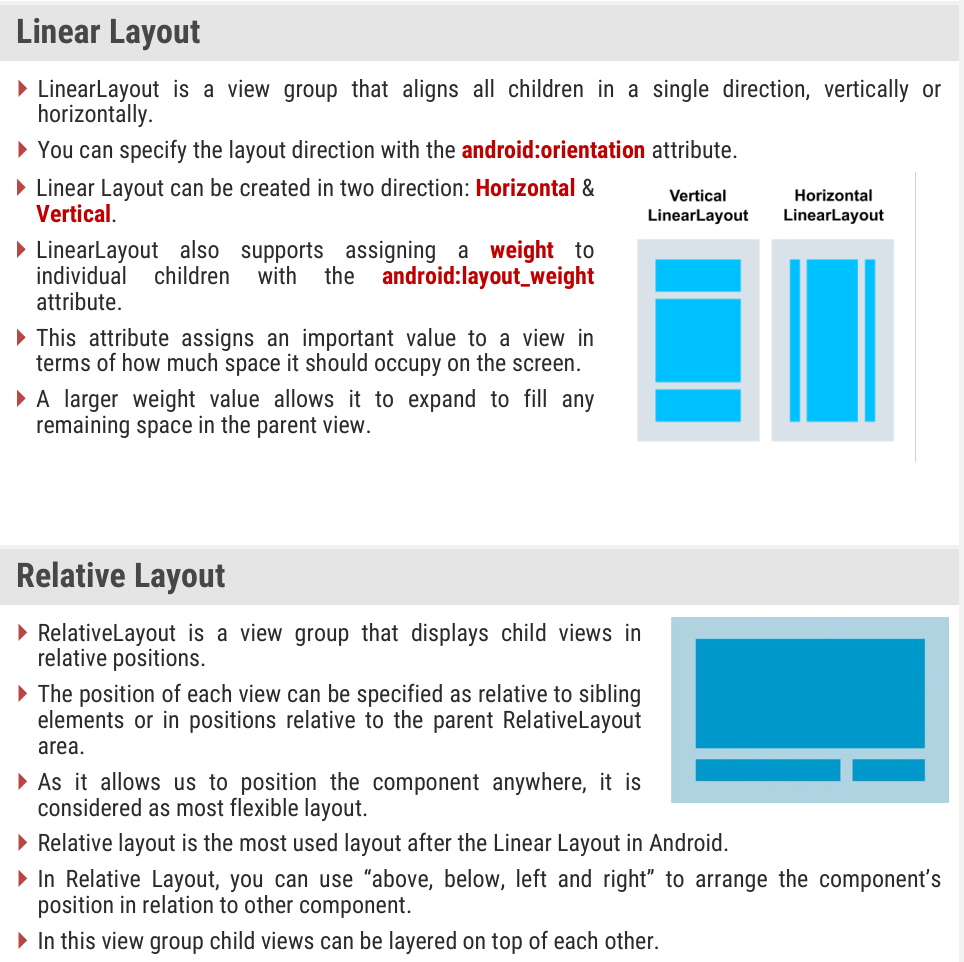 Linear Layout
LinearLayout is a view group that aligns all children in a single direction, vertically or
horizontally.
You can specify the layout direction with the android:orientation attribute.
Linear Layout can be created in two direction: Horizontal &
Vertical.
LinearLayout also supports assigning a weight to
individual children with the android:layout_weight
attribute.
This attribute assigns an important value to a view in
terms of how much space it should occupy on the screen.
A larger weight value allows it to expand to fill any
remaining space in the parent view.
Vertical
LinearLayout
Horizontal
LinearLayout
Relative Layout
RelativeLayout is a view group that displays child views in
relative positions.
The position of each view can be specified as relative to sibling
elements or in positions relative to the parent RelativeLayout
area.
As it allows us to position the component anywhere, it is
considered as most flexible layout.
Relative layout is the most used layout after the Linear Layout in Android.
In Relative Layout, you can use “above, below, left and right” to arrange the component’s
position in relation to other component.
In this view group child views can be layered on top of each other.